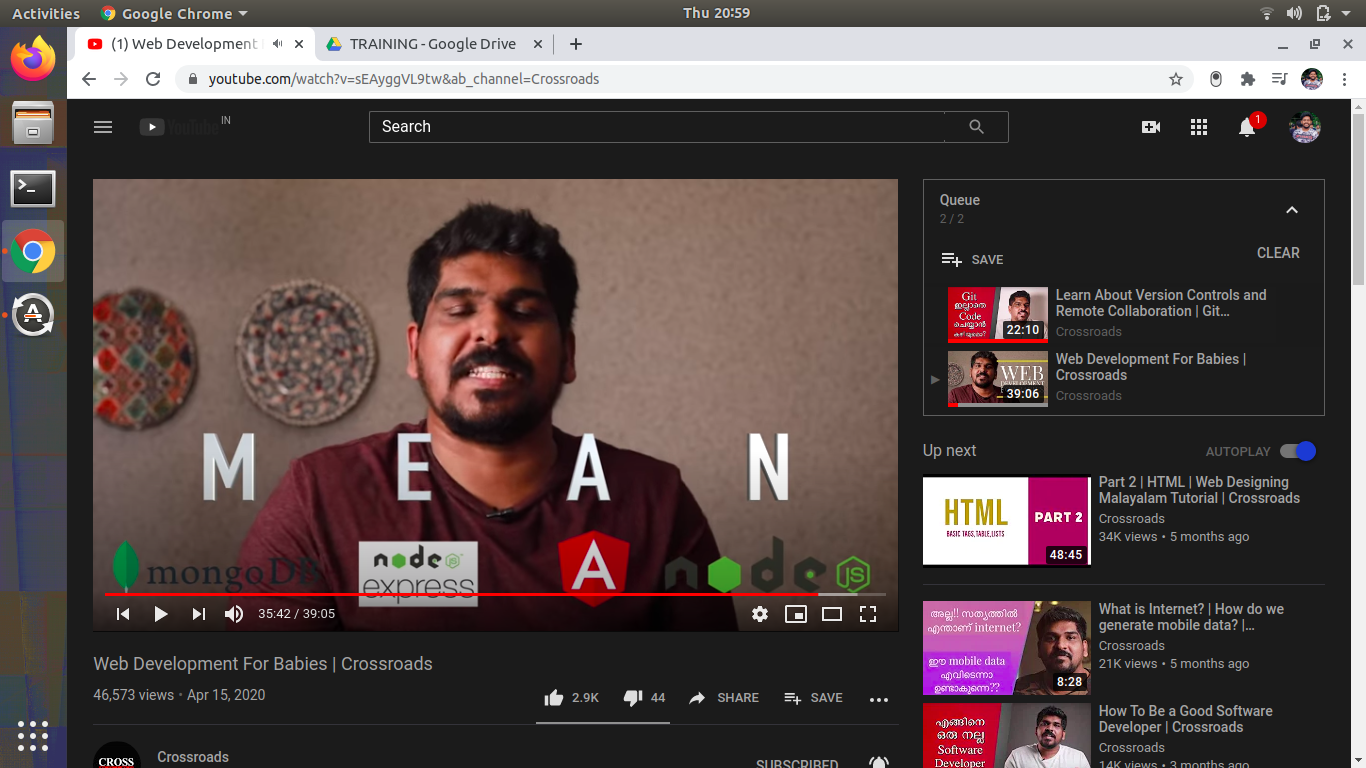 Activities
Google Chrome
Thu 20:59
(1) Web Development
TRAINING - Google Drive
youtube.com/watch?v=sEAyggVL9tw&ab_channel=Crossroads
YouTube
IN
Search
1
M E A N
mongoDB
node
JS
express
A
node
JS
35:42 / 39:05
Web Development For Babies | Crossroads
46,573 views • Apr 15, 2020
2.9K
44
SHARE
SAVE
CROSS
Crossroads
SUBSCRIBED
Queue
2 / 2
SAVE
CLEAR
Git
ഇല്ലാതെ
Code
ചെയ്യാൻ
22:10
Learn About Version Controls and
Remote Collaboration | Git...
Crossroads
WEB
39:06
Web Development For Babies |
Crossroads
Crossroads
Up next
AUTOPLAY
HTML
BASIC TAGS,TABLE,LISTS
PART 2
48:45
Part 2 | HTML | Web Designing
Malayalam Tutorial | Crossroads
Crossroads
34K views • 5 months ago
അല്ല!! സത്യത്തിൽ
എന്താണ് internet?
ഈ mobile data
എവിടെന്നാ
ഉണ്ടാകുന്നെ??
8:28
What is Internet? | How do we
generate mobile data? |...
Crossroads
21K views • 5 months ago
എങ്ങിനെ
ഒരു നല്ല
Software
Developer
How To Be a Good Software
Developer | Crossroads
Crossroads
14K views • 3 months ago